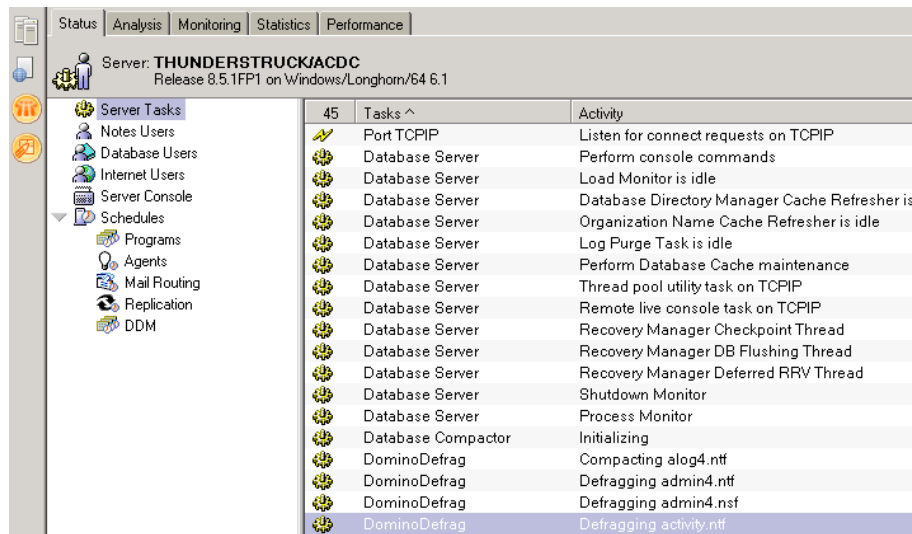 Status Analysis Monitoring Statistics Performance
Server: THUNDERSTRUCK/ACDC
Release 8.5.1FP1 on Windows/Longhorn/64 6.1
Server Tasks
Notes Users
Database Users
Internet Users
Server Console
Schedules
Programs
Agents
Mail Routing
Replication
DDM
45 Tasks ^ Activity
Port TCPIP Listen for connect requests on TCPIP
Database Server Perform console commands
Database Server Load Monitor is idle
Database Server Database Directory Manager Cache Refresher is
Database Server Organization Name Cache Refresher is idle
Database Server Log Purge Task is idle
Database Server Perform Database Cache maintenance
Database Server Thread pool utility task on TCPIP
Database Server Remote live console task on TCPIP
Database Server Recovery Manager Checkpoint Thread
Database Server Recovery Manager DB Flushing Thread
Database Server Recovery Manager Deferred RRV Thread
Database Server Shutdown Monitor
Database Server Process Monitor
Database Compactor Initializing
DominoDefrag Compacting alog4.ntf
DominoDefrag Defragging admin4.ntf
DominoDefrag Defragging admin4.nsf
DominoDefrag Defragging activity.ntf